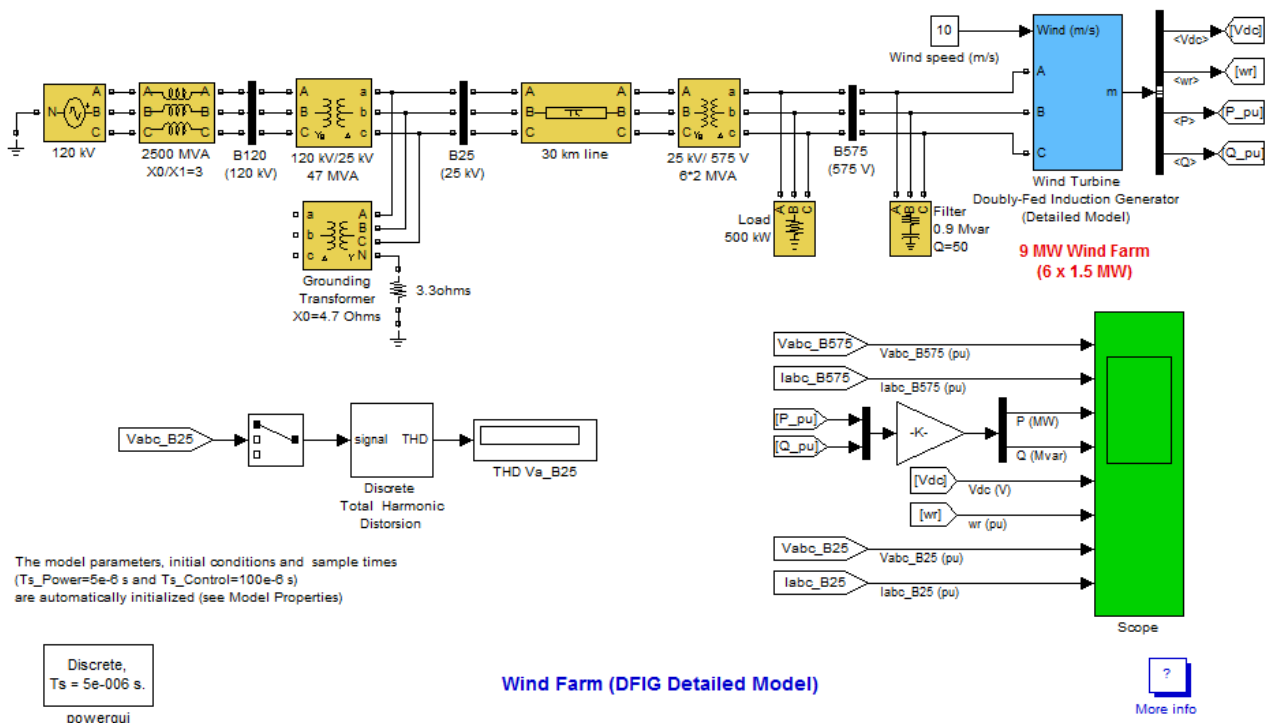 10
Wind speed (m/s)
Wind (m/s)
A
B
C
m
<Vdc>
[Vdc]
<wr>
[wr]
<P>
[P_pu]
<Q>
[Q_pu]
Wind Turbine
Doubly-Fed Induction Generator
(Detailed Model)
9 MW Wind Farm
(6 x 1.5 MW)
N
A
B
C
120 kV
A A
B B
C C
2500 MVA
X0/X1=3
B120
(120 kV)
A a
B b
C c
Yg Δ
120 kV/25 kV
47 MVA
B25
(25 kV)
A A
B B
C C
30 km line
A a
B b
C c
Yg Δ
25 kV/ 575 V
6*2 MVA
B575
(575 V)
A B C
Load
500 kW
A B C
Filter
0.9 Mvar
Q=50
a A
b B
C
c N
Δ Y
Grounding
Transformer
X0=4.7 Ohms
3.3ohms
Vabc_B25
signal THD
Discrete
Total Harmonic
Distorsion
THD Va_B25
Vabc_B575
Vabc_B575 (pu)
Iabc_B575
Iabc_B575 (pu)
[P_pu]
[Q_pu]
-K-
P (MW)
Q (Mvar)
[Vdc]
Vdc (V)
[wr]
wr (pu)
Vabc_B25
Vabc_B25 (pu)
Iabc_B25
Iabc_B25 (pu)
Scope
The model parameters, initial conditions and sample times
(Ts_Power=5e-6 s and Ts_Control=100e-6 s)
are automatically initialized (see Model Properties)
Discrete,
Ts = 5e-006 s.
powergui
Wind Farm (DFIG Detailed Model)
?
More info